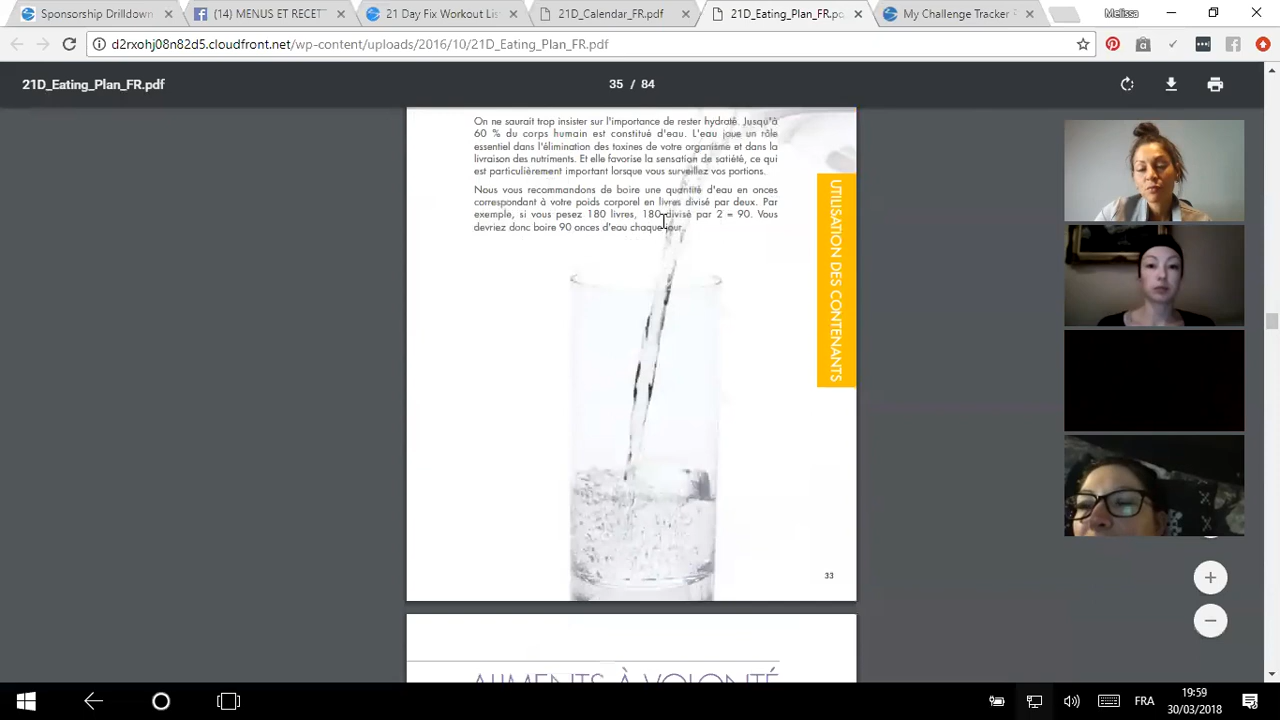 Sponsorship Drilldown
(14) MENUS ET RECET
21 Day Fix Workout Lis
21D_Calendar_FR.pdf
21D_Eating_Plan_FR.pd
My Challenge Tracker
Melissa
d2rxohj08n82d5.cloudfront.net/wp-content/uploads/2016/10/21D_Eating_Plan_FR.pdf
21D_Eating_Plan_FR.pdf
35 / 84
On ne saurait trop insister sur l'importance de rester hydraté. Jusqu'à
60 % du corps humain est constitué d'eau. L'eau joue un rôle
essentiel dans l'élimination des toxines de votre organisme et dans la
livraison des nutriments. Et elle favorise la sensation de satiété, ce qui
est particulièrement important lorsque vous surveillez vos portions.
Nous vous recommandons de boire une quantité d'eau en onces
correspondant à votre poids corporel en livres divisé par deux. Par
exemple, si vous pesez 180 livres, 180 divisé par 2 = 90. Vous
devriez donc boire 90 onces d'eau chaque jour.
UTILISATION DES CONTENANTS
33
ALIMENTS À VOLONTÉ
FRA
19:59
30/03/2018